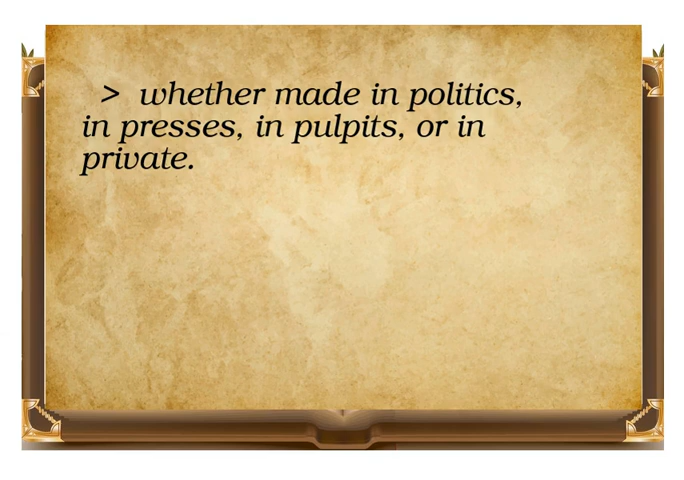 > whether made in politics,
in presses, in pulpits, or in
private.